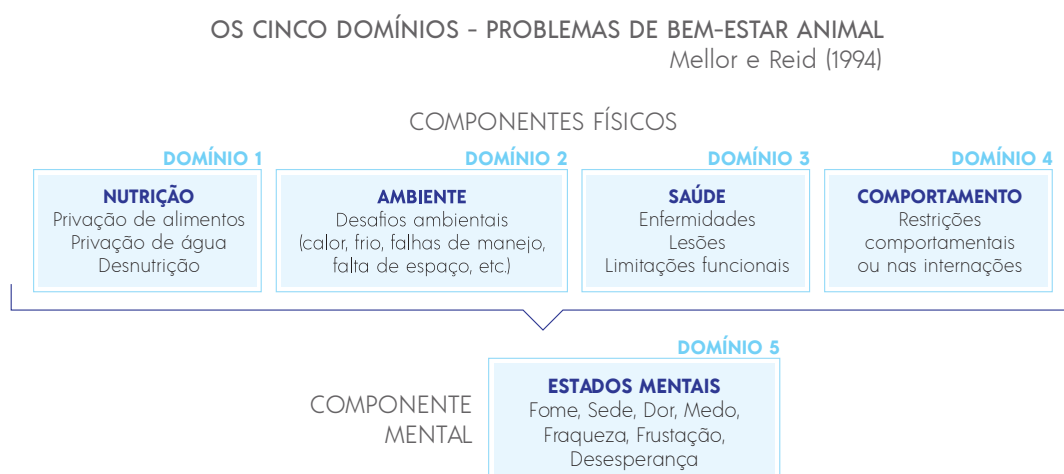 OS CINCO DOMÍNIOS - PROBLEMAS DE BEM-ESTAR ANIMAL
Mellor e Reid (1994)
COMPONENTES FÍSICOS
DOMÍNIO 1
NUTRIÇÃO
Privação de alimentos
Privação de água
Desnutrição
DOMÍNIO 2
AMBIENTE
Desafios ambientais
(calor, frio, falhas de manejo,
falta de espaço, etc.)
DOMÍNIO 3
SAÚDE
Enfermidades
Lesões
Limitações funcionais
DOMÍNIO 4
COMPORTAMENTO
Restrições
comportamentais
ou nas internações
DOMÍNIO 5
COMPONENTE
MENTAL
ESTADOS MENTAIS
Fome, Sede, Dor, Medo,
Fraqueza, Frustação,
Desesperança